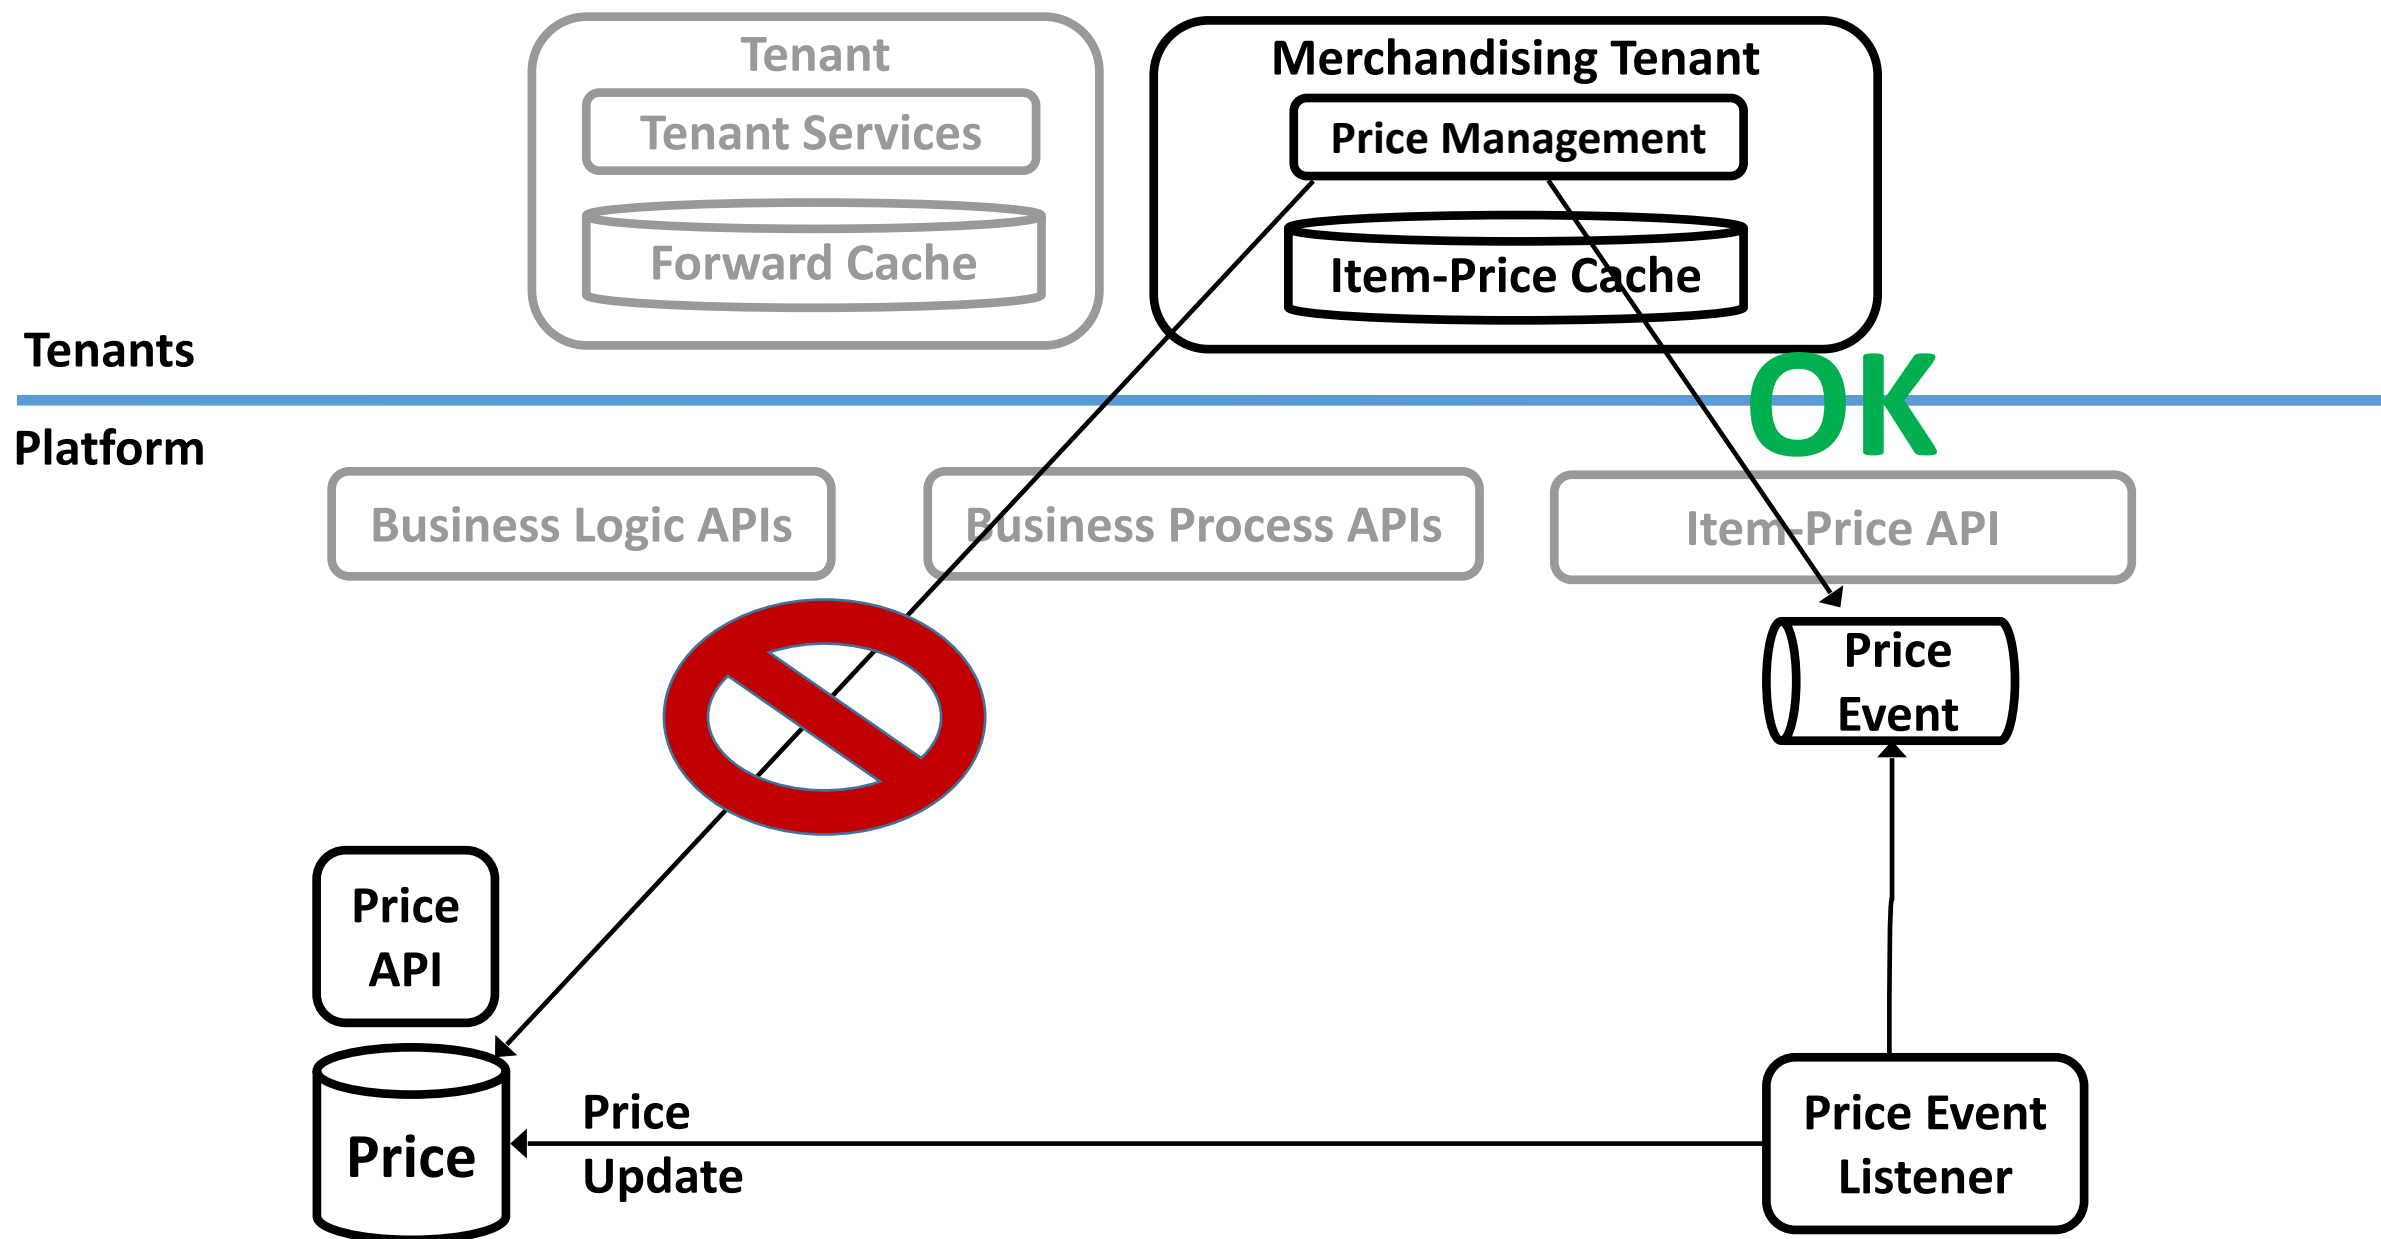 Tenant
Tenant Services
Forward Cache
Merchandising Tenant
Price Management
Item-Price Cache
Tenants
OK
Platform
Business Logic APIs
Business Process APIs
Item-Price API
Price
Event
Price
API
Price
Price
Update
Price Event
Listener